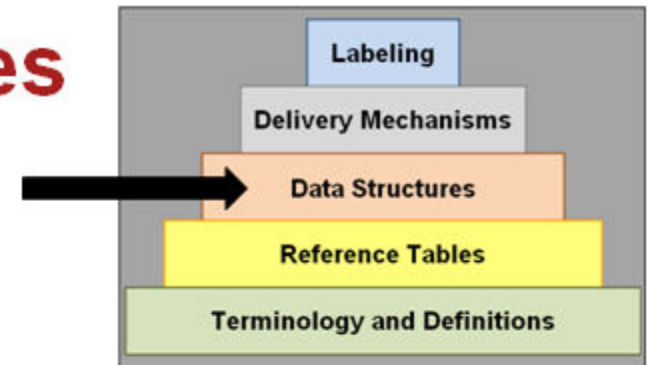 es
Labeling
Delivery Mechanisms
Data Structures
Reference Tables
Terminology and Definitions